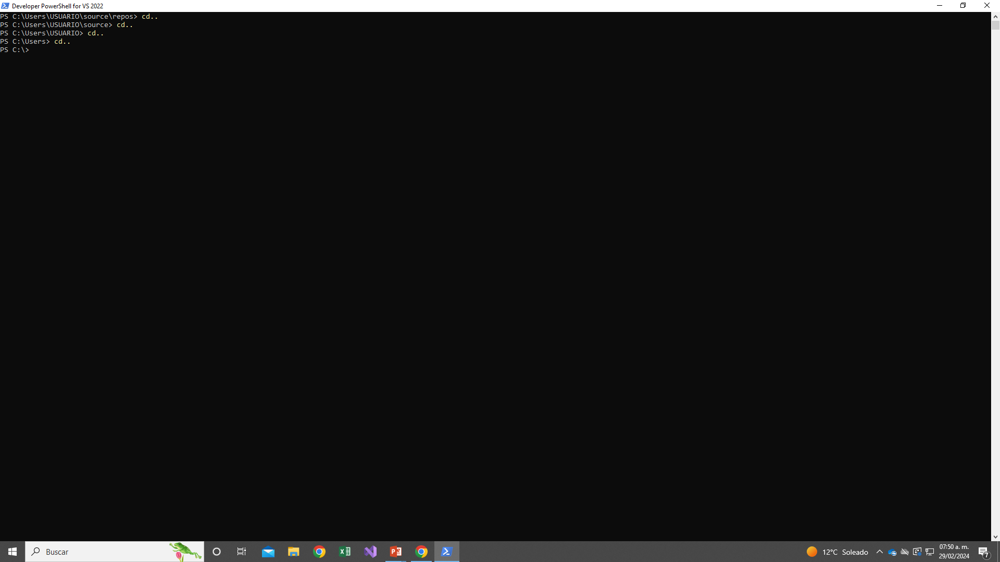 Developer PowerShell for VS 2022
PS C:\Users\USUARIO\source\repos> cd..
PS C:\Users\USUARIO\source> cd..
PS C:\Users\USUARIO> cd..
PS C:\Users> cd..
PS C:\>
Buscar
12°C Soleado
07:50 a. m.
29/02/2024
7